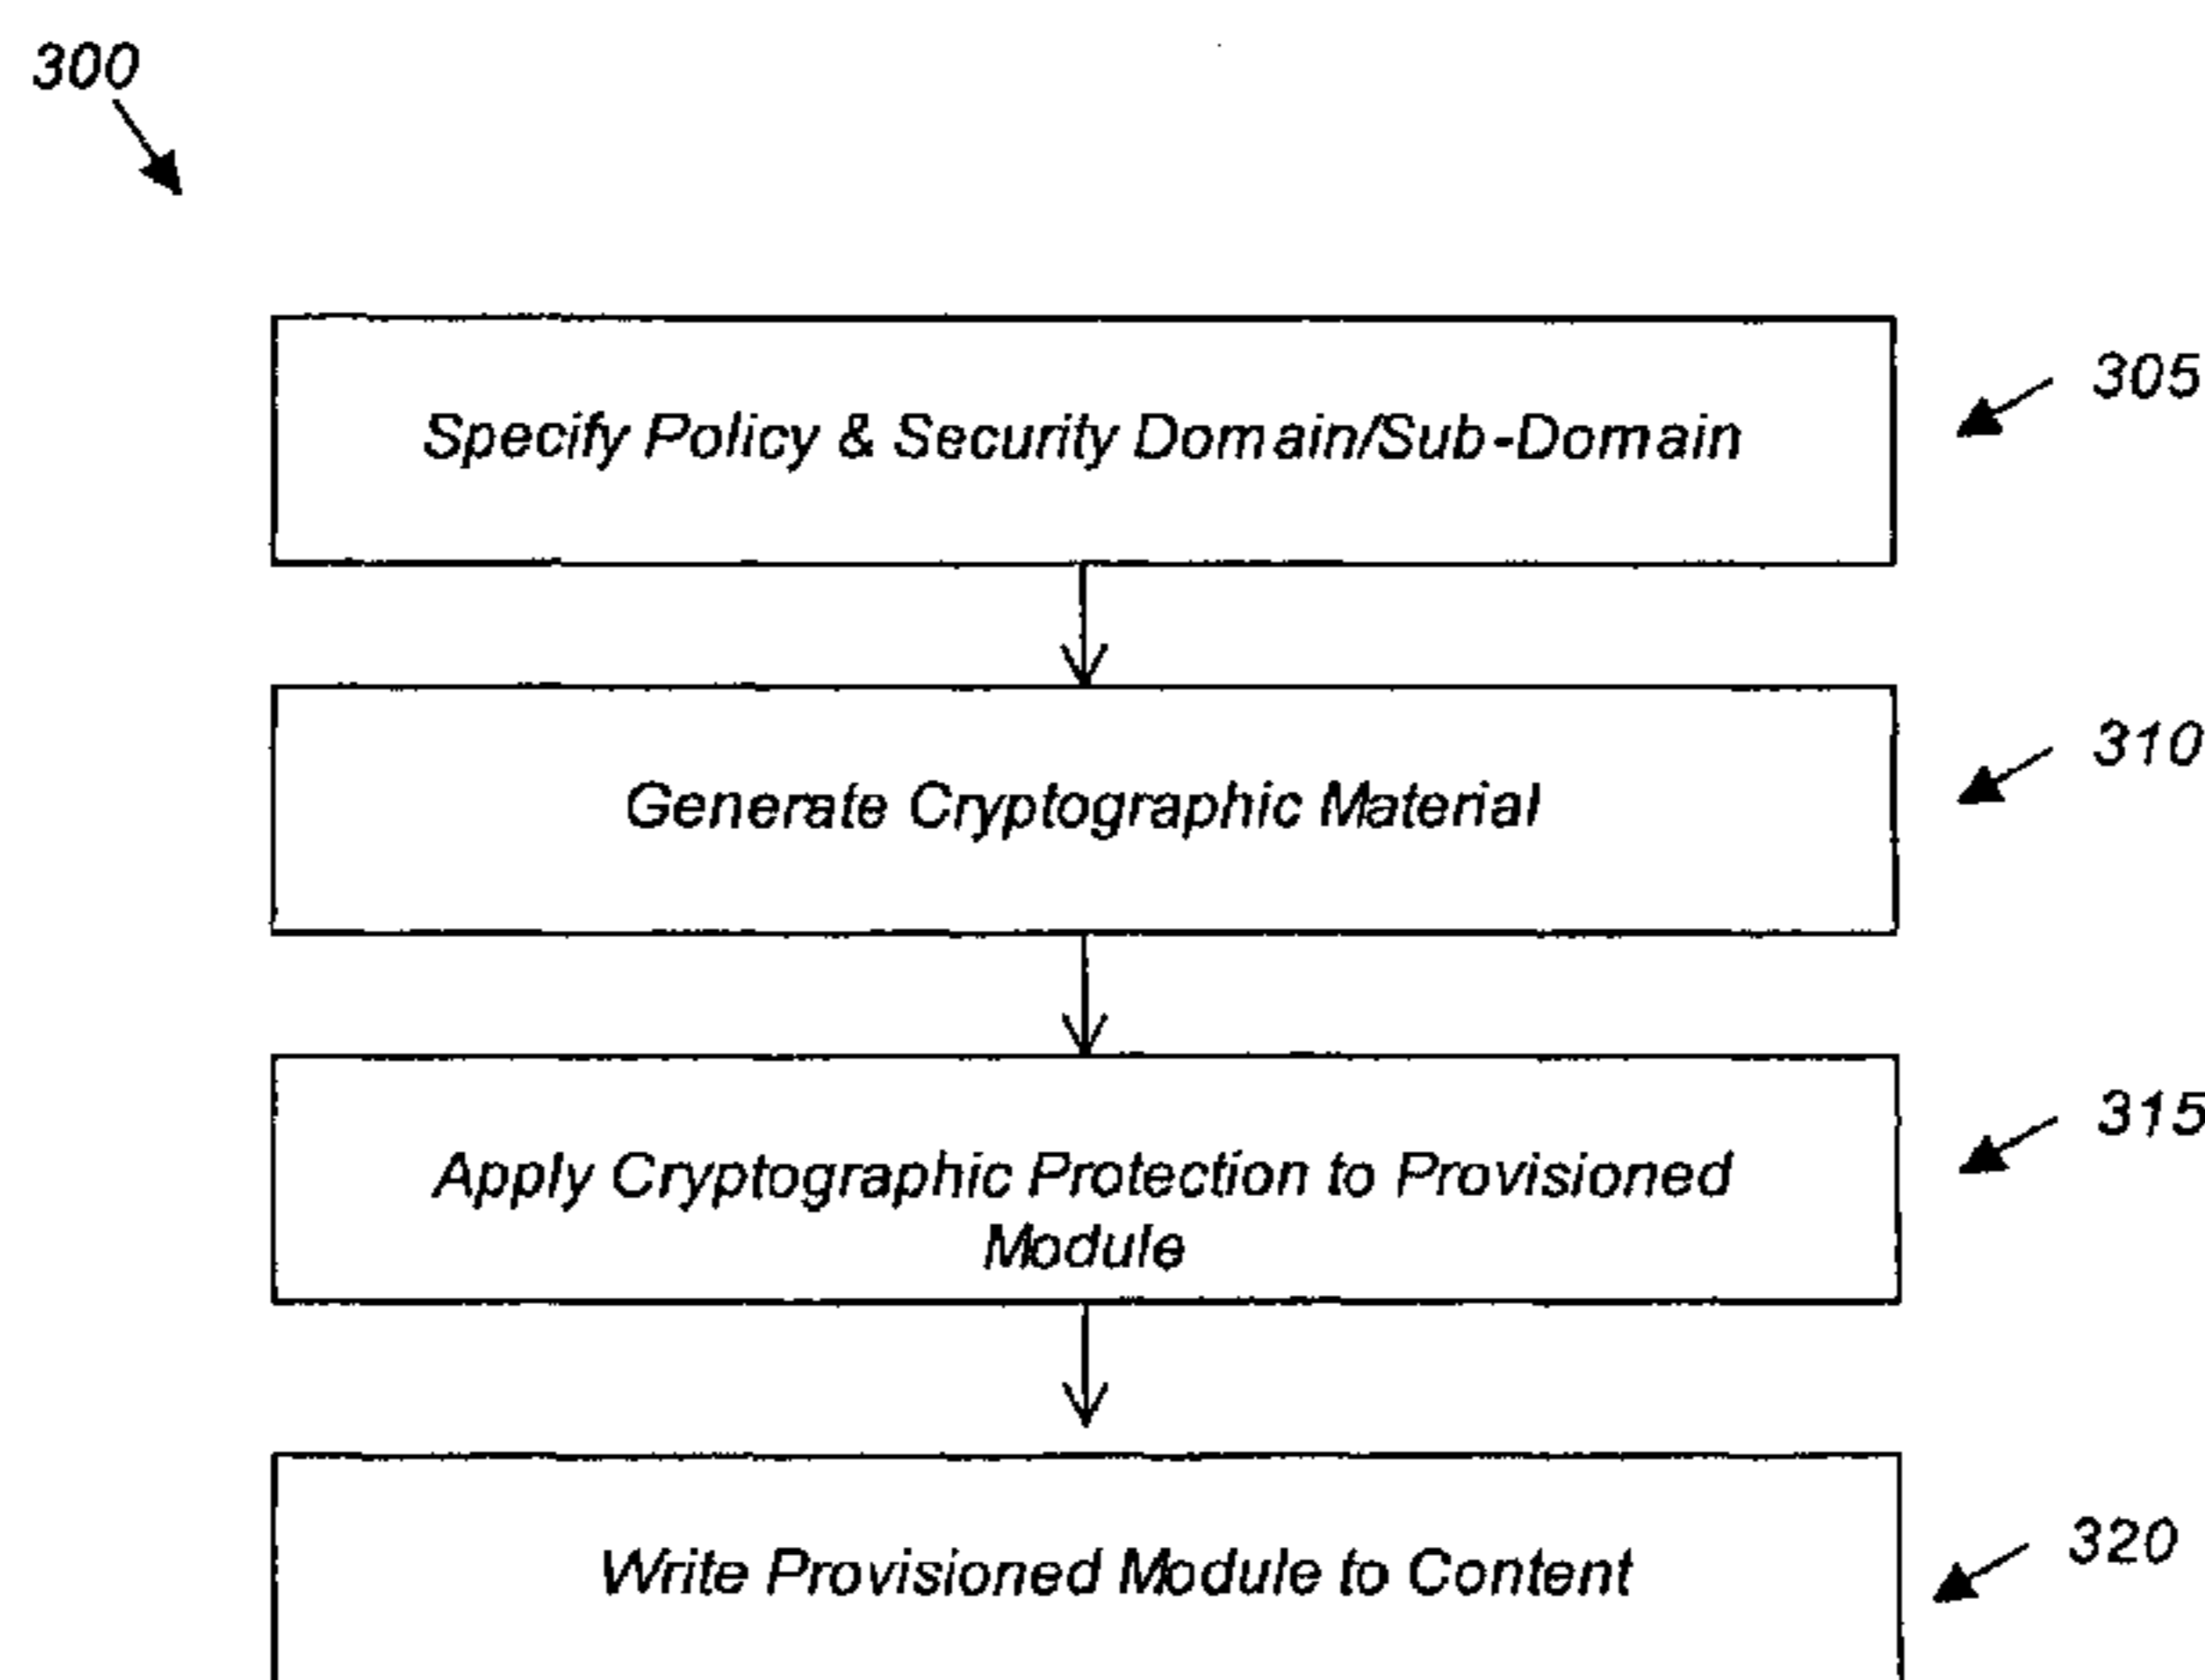 300
Specify Policy & Security Domain/Sub-Domain
305
Generate Cryptographic Material
310
Apply Cryptographic Protection to Provisioned
Module
315
Write Provisioned Module to Content
320